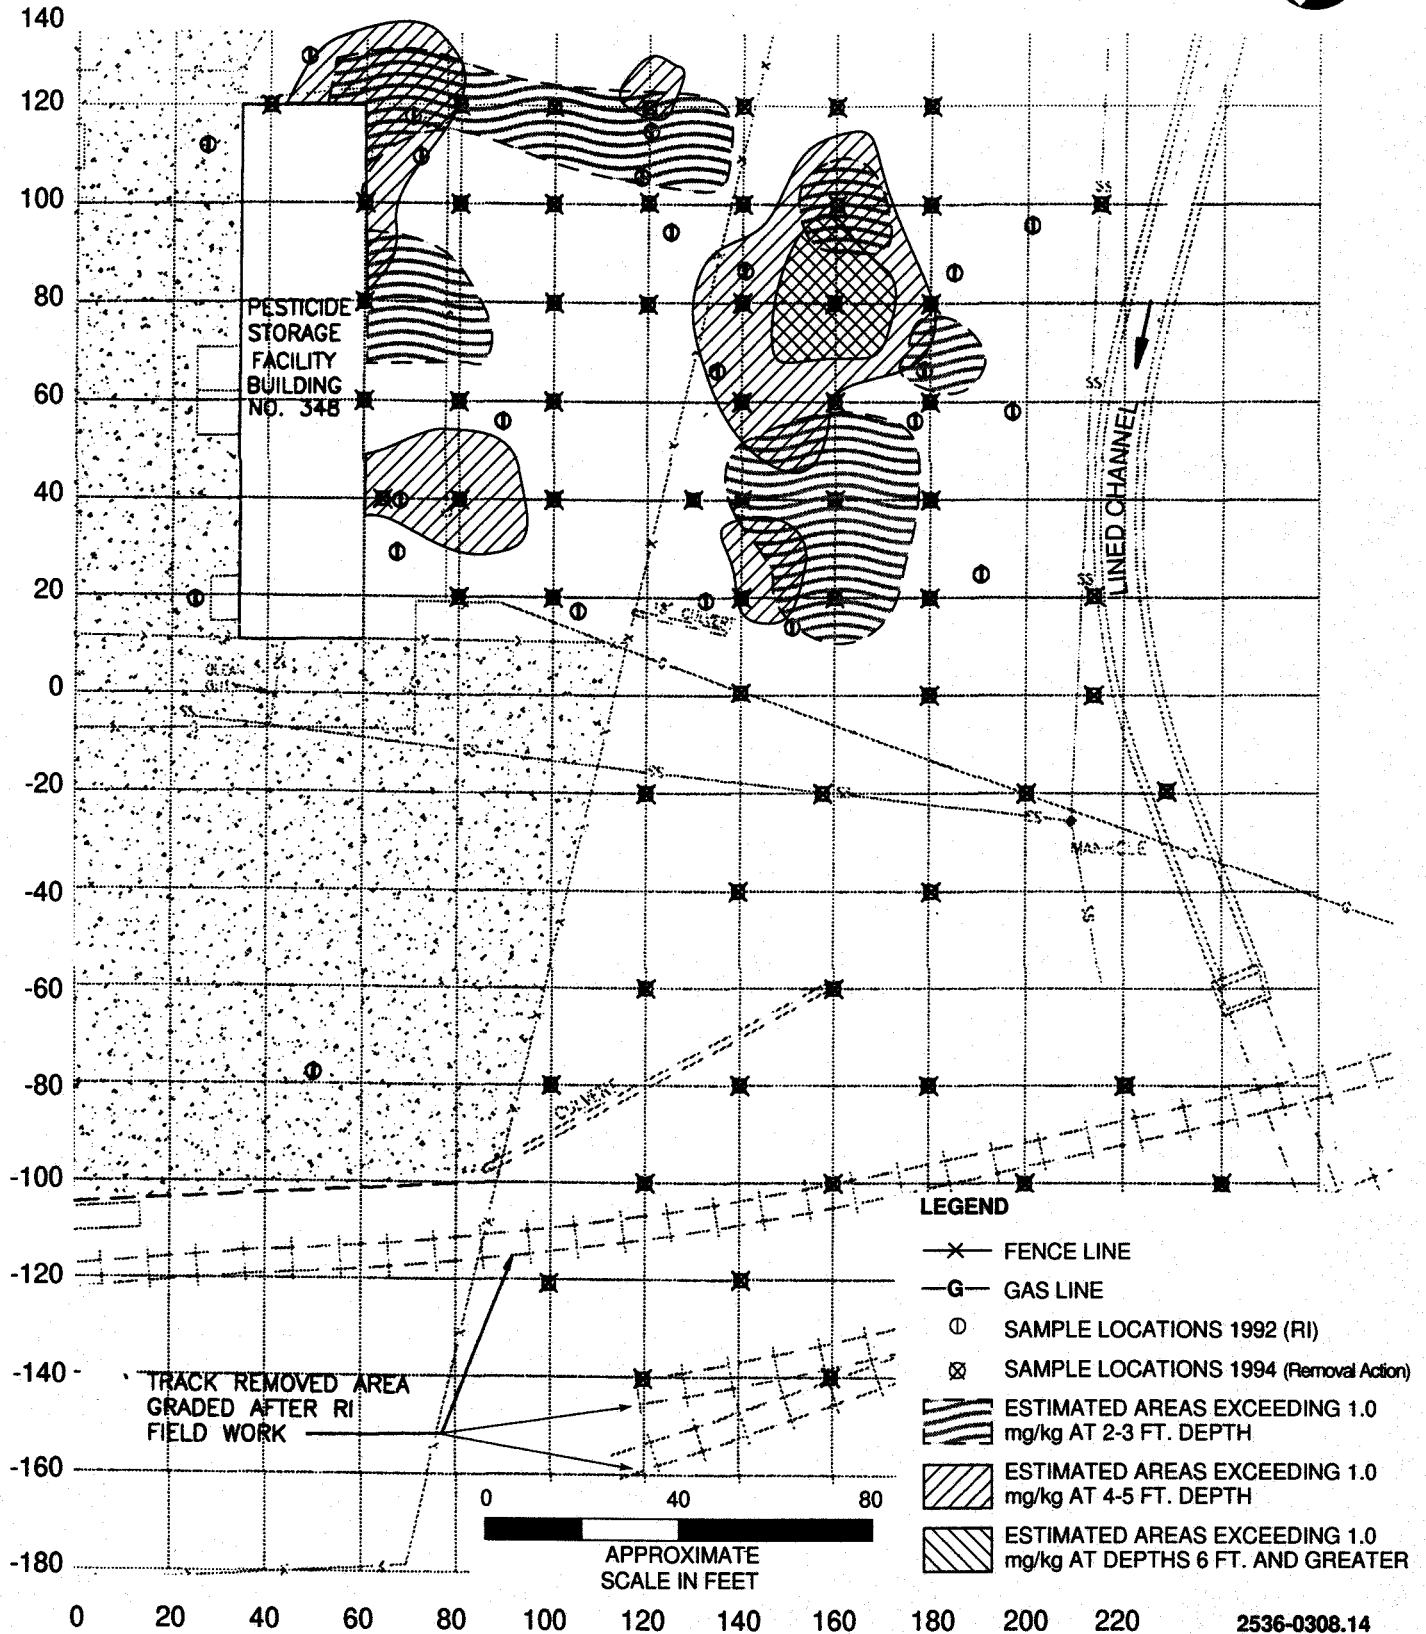 140
120
100
80
60
40
20
0
-20
-40
-60
-80
-100
-120
-140
-160
-180
PESTICIDE
STORAGE
FACILITY
BUILDING
NO. 348
LINED CHANNEL
SS
SS
SS
SS
SS
SS
SS
SS
SS
MANHOLE
CULVERT
G
TRACK REMOVED AREA
GRADED AFTER RI
FIELD WORK
LEGEND
FENCE LINE
G GAS LINE
SAMPLE LOCATIONS 1992 (RI)
SAMPLE LOCATIONS 1994 (Removal Action)
ESTIMATED AREAS EXCEEDING 1.0
mg/kg AT 2-3 FT. DEPTH
ESTIMATED AREAS EXCEEDING 1.0
mg/kg AT 4-5 FT. DEPTH
ESTIMATED AREAS EXCEEDING 1.0
mg/kg AT DEPTHS 6 FT. AND GREATER
0 40 80
APPROXIMATE
SCALE IN FEET
0 20 40 60 80 100 120 140 160 180 200 220
2536-0308.14